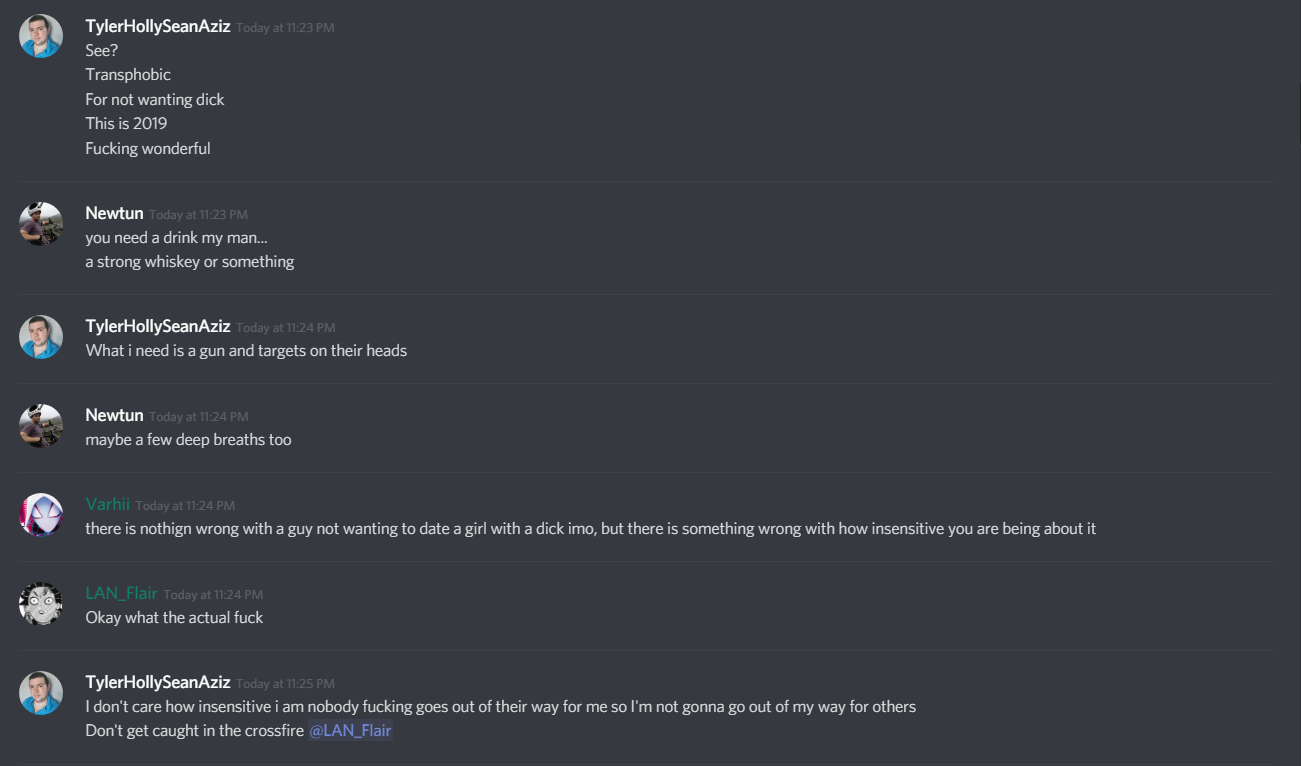 TylerHollySeanAziz Today at 11:23 PM
See?
Transphobic
For not wanting dick
This is 2019
Fucking wonderful
Newtun Today at 11:23 PM
you need a drink my man...
a strong whiskey or something
TylerHollySeanAziz Today at 11:24 PM
What i need is a gun and targets on their heads
Newtun Today at 11:24 PM
maybe a few deep breaths too
Varhii Today at 11:24 PM
there is nothign wrong with a guy not wanting to date a girl with a dick imo, but there is something wrong with how insensitive you are being about it
LAN_Flair Today at 11:24 PM
Okay what the actual fuck
TylerHollySeanAziz Today at 11:25 PM
I don't care how insensitive i am nobody fucking goes out of their way for me so I'm not gonna go out of my way for others
Don't get caught in the crossfire @LAN_Flair